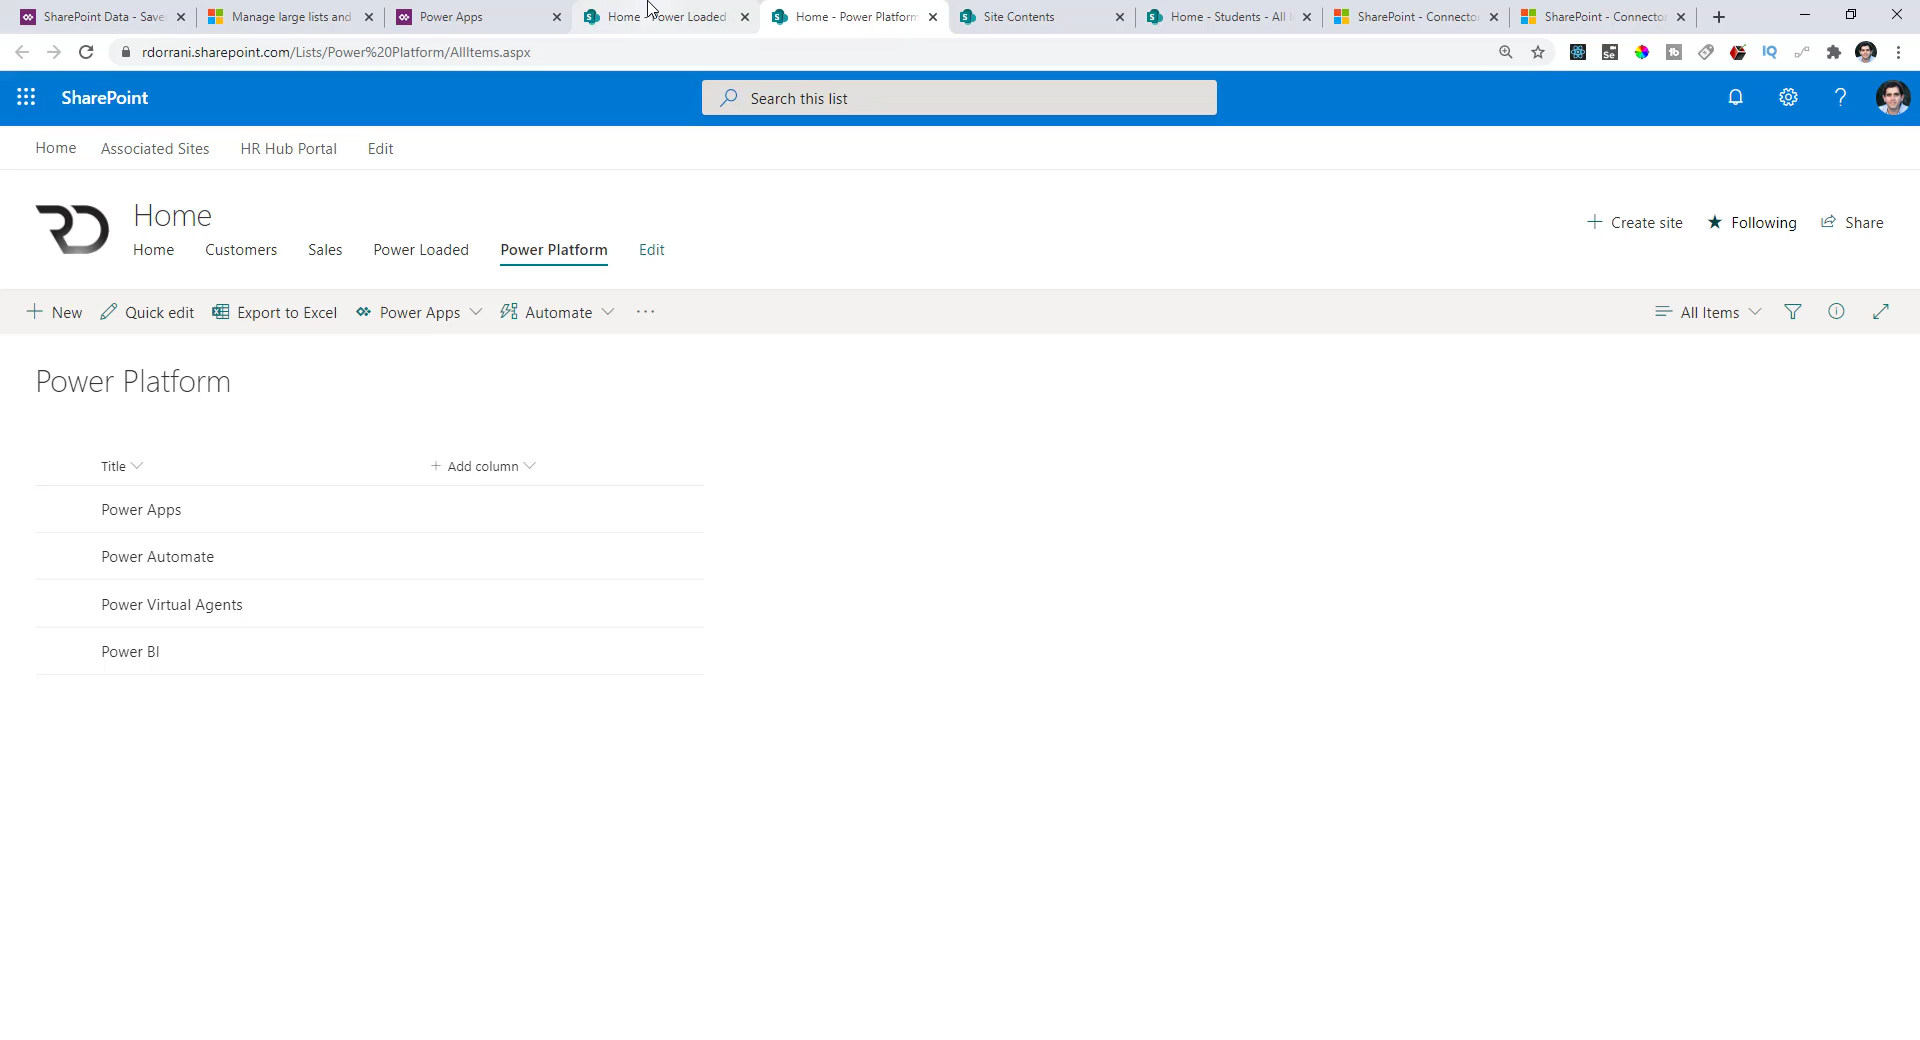 SharePoint Data - Save
Manage large lists and
Power Apps
Home - Power Loaded
Home - Power Platform
Site Contents
Home - Students - All I
SharePoint - Connecto
SharePoint - Connecto
rdorrani.sharepoint.com/Lists/Power%20Platform/AllItems.aspx
SharePoint
Search this list
Home
Associated Sites
HR Hub Portal
Edit
RD
Home
Create site
Following
Share
Home
Customers
Sales
Power Loaded
Power Platform
Edit
New
Quick edit
Export to Excel
Power Apps
Automate
All Items
Power Platform
Title
Add column
Power Apps
Power Automate
Power Virtual Agents
Power BI